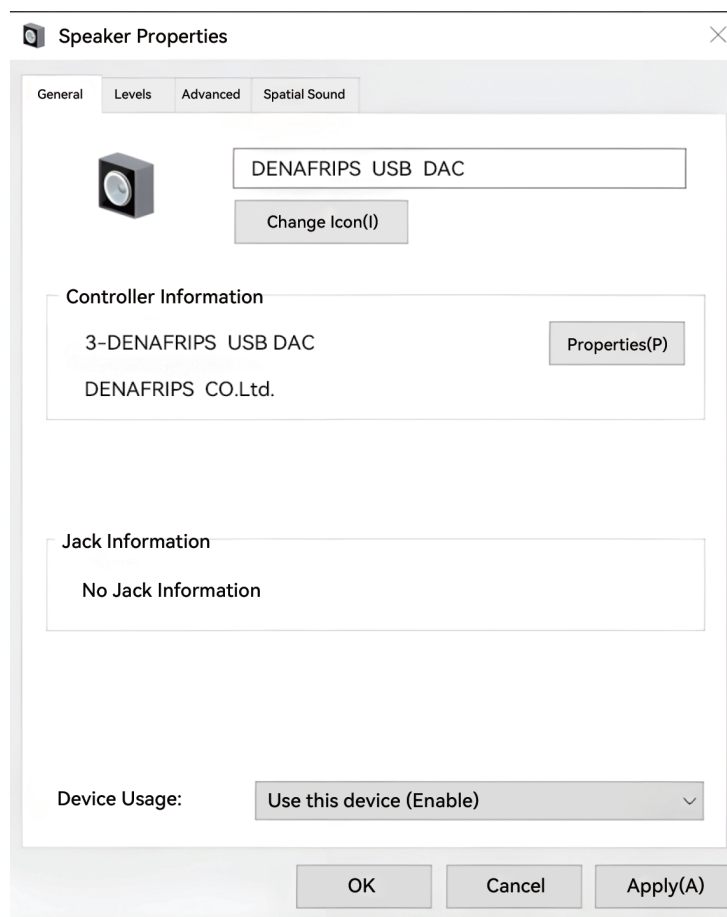 Speaker Properties
General Levels Advanced Spatial Sound
DENAFRIPS USB DAC
Change Icon(I)
Controller Information
3-DENAFRIPS USB DAC
Properties(P)
DENAFRIPS CO.Ltd.
Jack Information
No Jack Information
Device Usage: Use this device (Enable)
OK Cancel Apply(A)